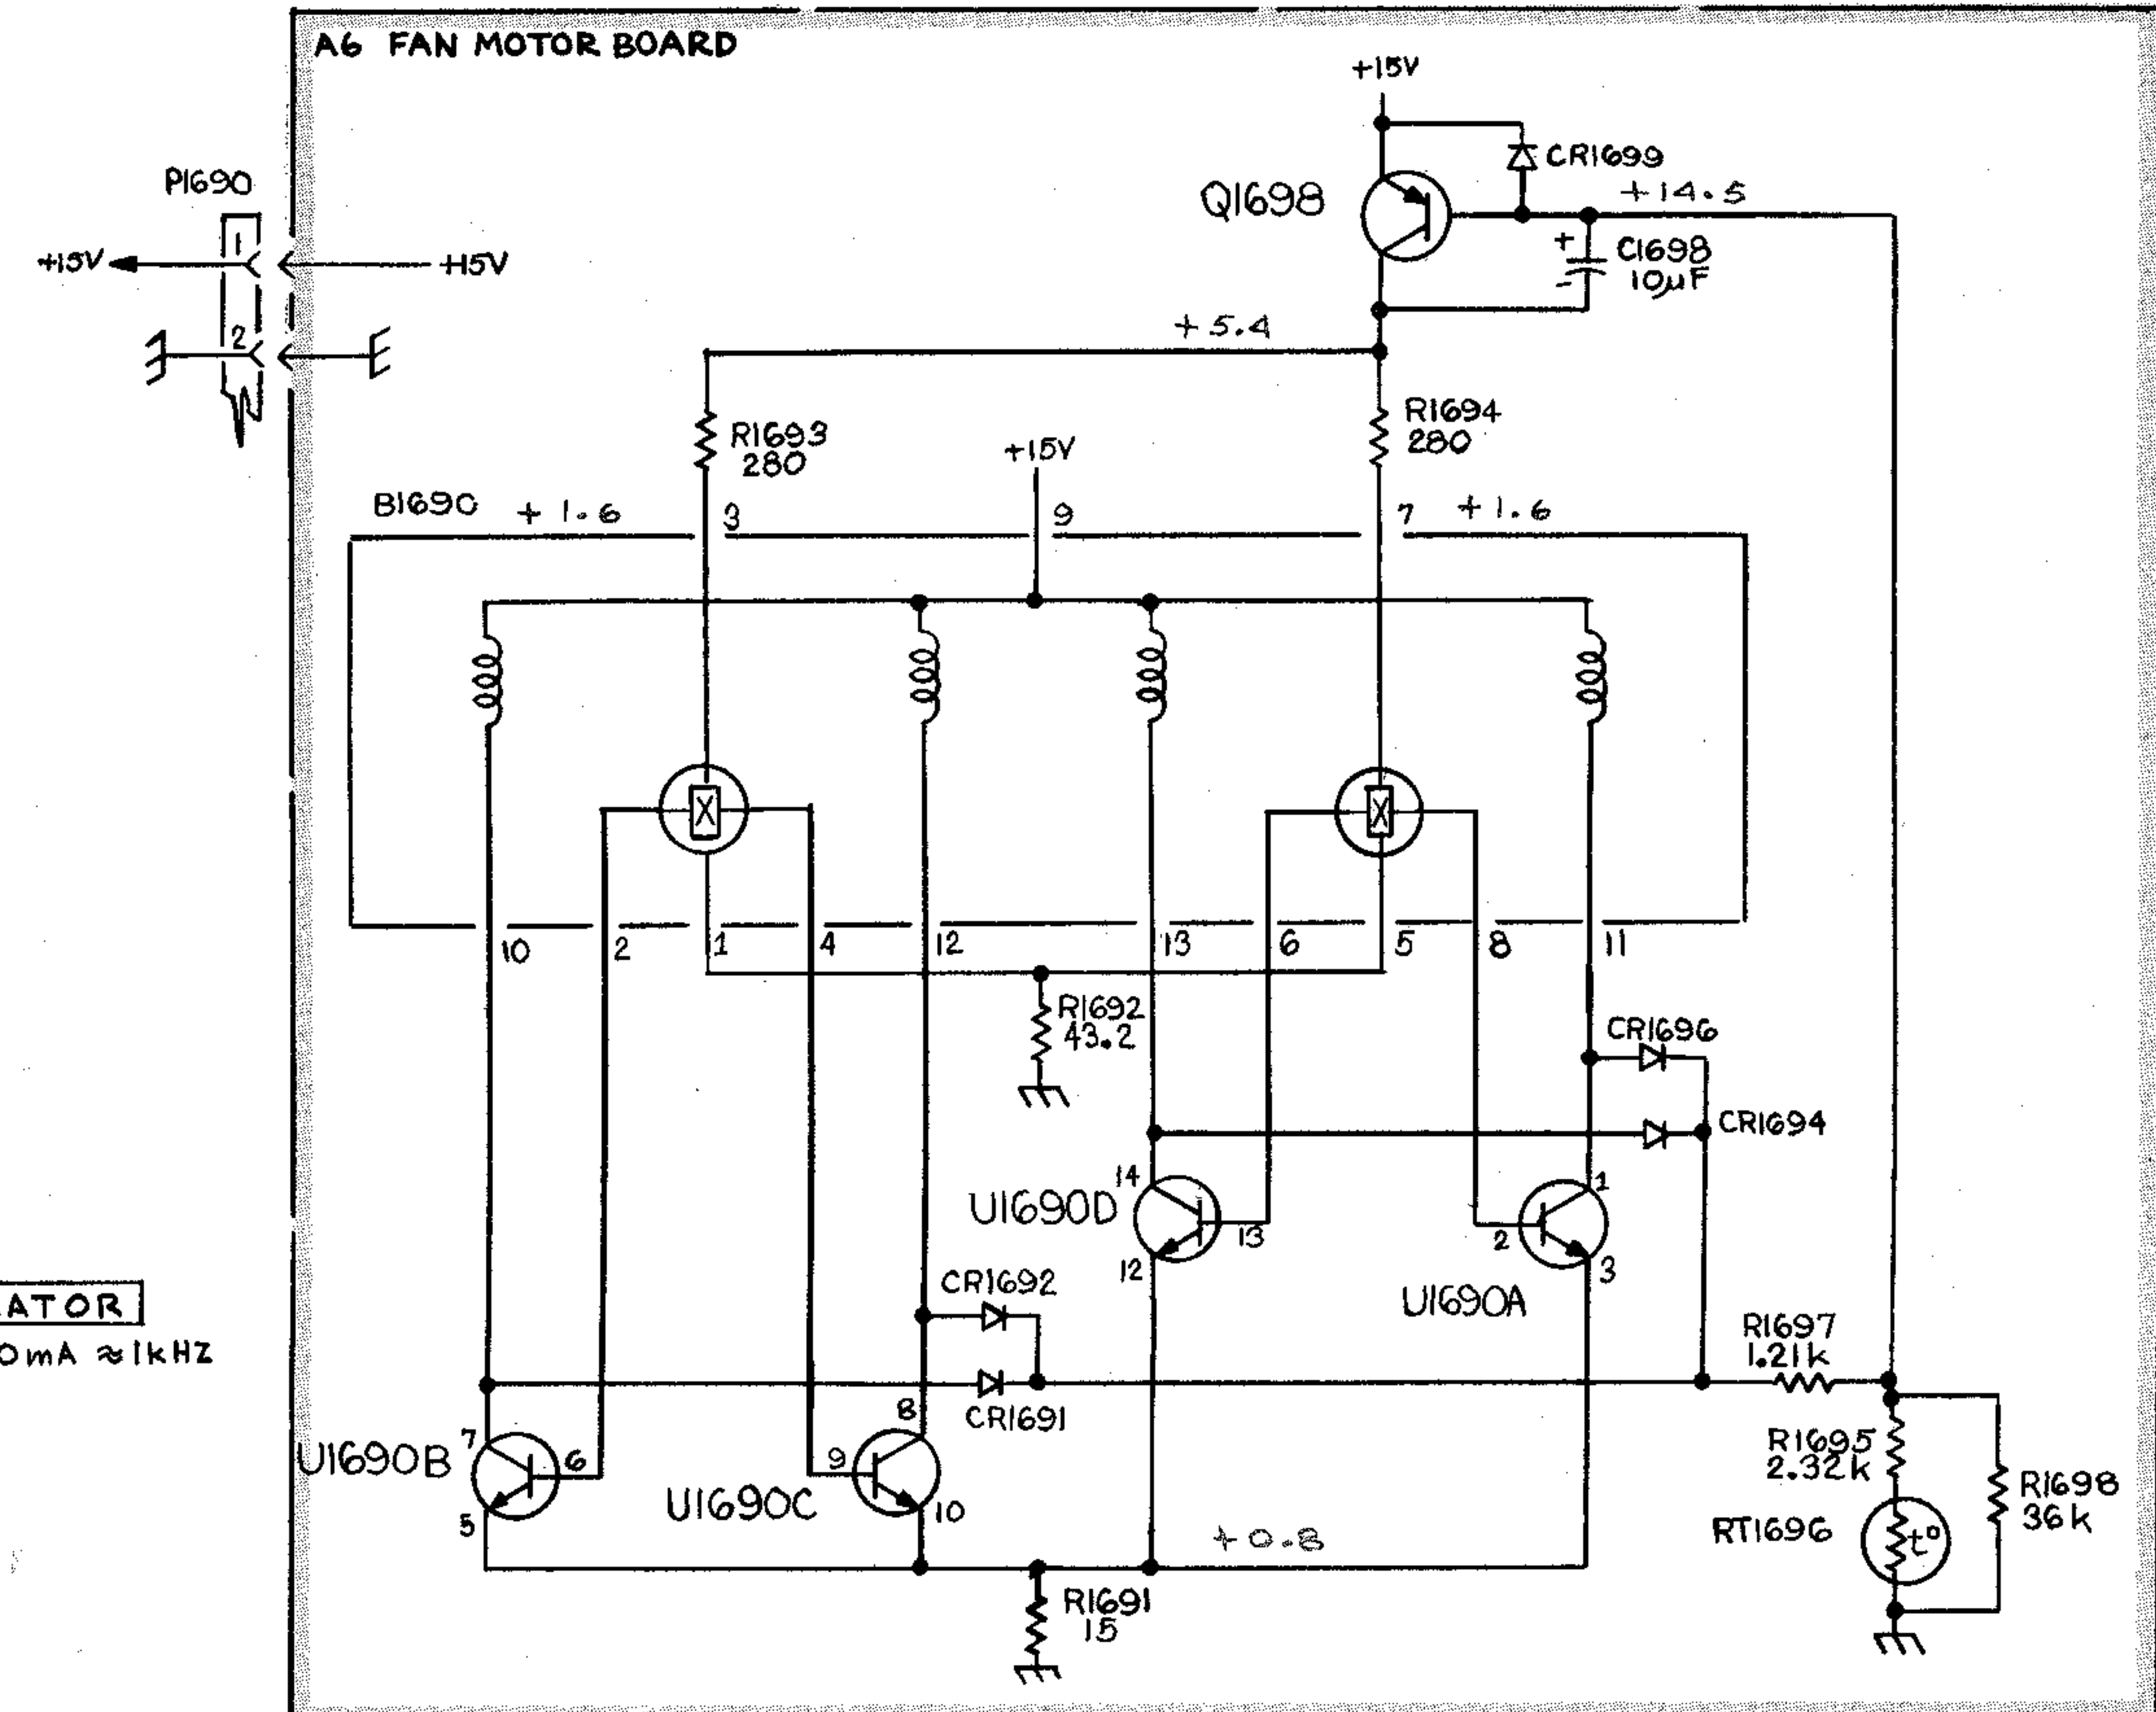 A6 FAN MOTOR BOARD
+15V
CR1699
P1690
Q1698
+14.5
1
+15V
+15V
C1698
10µF
+
-
2
+5.4
R1693
280
+15V
R1694
280
B1690
+1.6
3
9
7
+1.6
X
X
10
2
1
4
12
13
6
5
8
11
R1692
43.2
CR1696
CR1694
14
U1690D
13
12
1
2
3
U1690A
CR1692
ATOR
0mA ≈1kHZ
R1697
1.21k
8
CR1691
7
U1690B
6
5
9
U1690C
10
R1695
2.32k
R1698
36k
RT1696
t°
+0.8
R1691
15